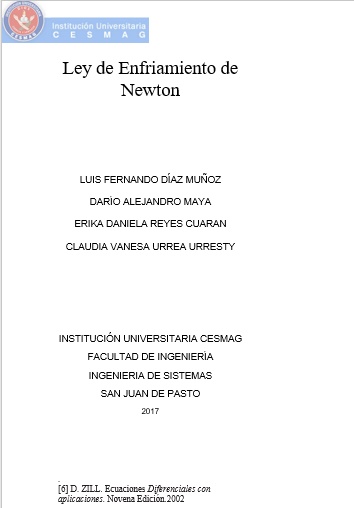 Institución Universitaria
CESMAG
Ley de Enfriamiento de
Newton
LUIS FERNANDO DÍAZ MUÑOZ
DARÌO ALEJANDRO MAYA
ERIKA DANIELA REYES CUARAN
CLAUDIA VANESA URREA URRESTY
INSTITUCIÓN UNIVERSITARIA CESMAG
FACULTAD DE INGENIERÌA
INGENIERIA DE SISTEMAS
SAN JUAN DE PASTO
2017
[6] D. ZILL. Ecuaciones Diferenciales con
aplicaciones. Novena Edición.2002